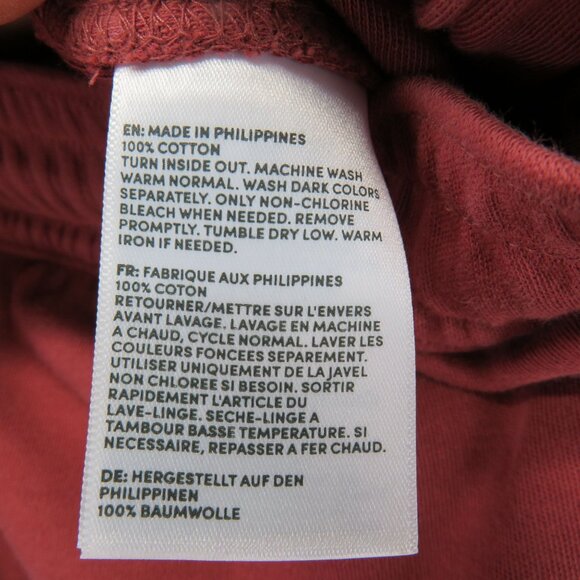 EN: MADE IN PHILIPPINES
100% COTTON
TURN INSIDE OUT. MACHINE WASH
WARM NORMAL. WASH DARK COLORS
SEPARATELY. ONLY NON-CHLORINE
BLEACH WHEN NEEDED. REMOVE
PROMPTLY. TUMBLE DRY LOW. WARM
IRON IF NEEDED.
FR: FABRIQUE AUX PHILIPPINES
100% COTON
RETOURNER/METTRE SUR L'ENVERS
AVANT LAVAGE. LAVAGE EN MACHINE
A CHAUD, CYCLE NORMAL. LAVER LES
COULEURS FONCEES SEPAREMENT.
UTILISER UNIQUEMENT DE LA JAVEL
NON CHLOREE SI BESOIN. SORTIR
RAPIDEMENT L'ARTICLE DU
LAVE-LINGE. SECHE-LINGE A
TAMBOUR BASSE TEMPERATURE. SI
NECESSAIRE, REPASSER A FER CHAUD.
DE: HERGESTELLT AUF DEN
PHILIPPINEN
100% BAUMWOLLE